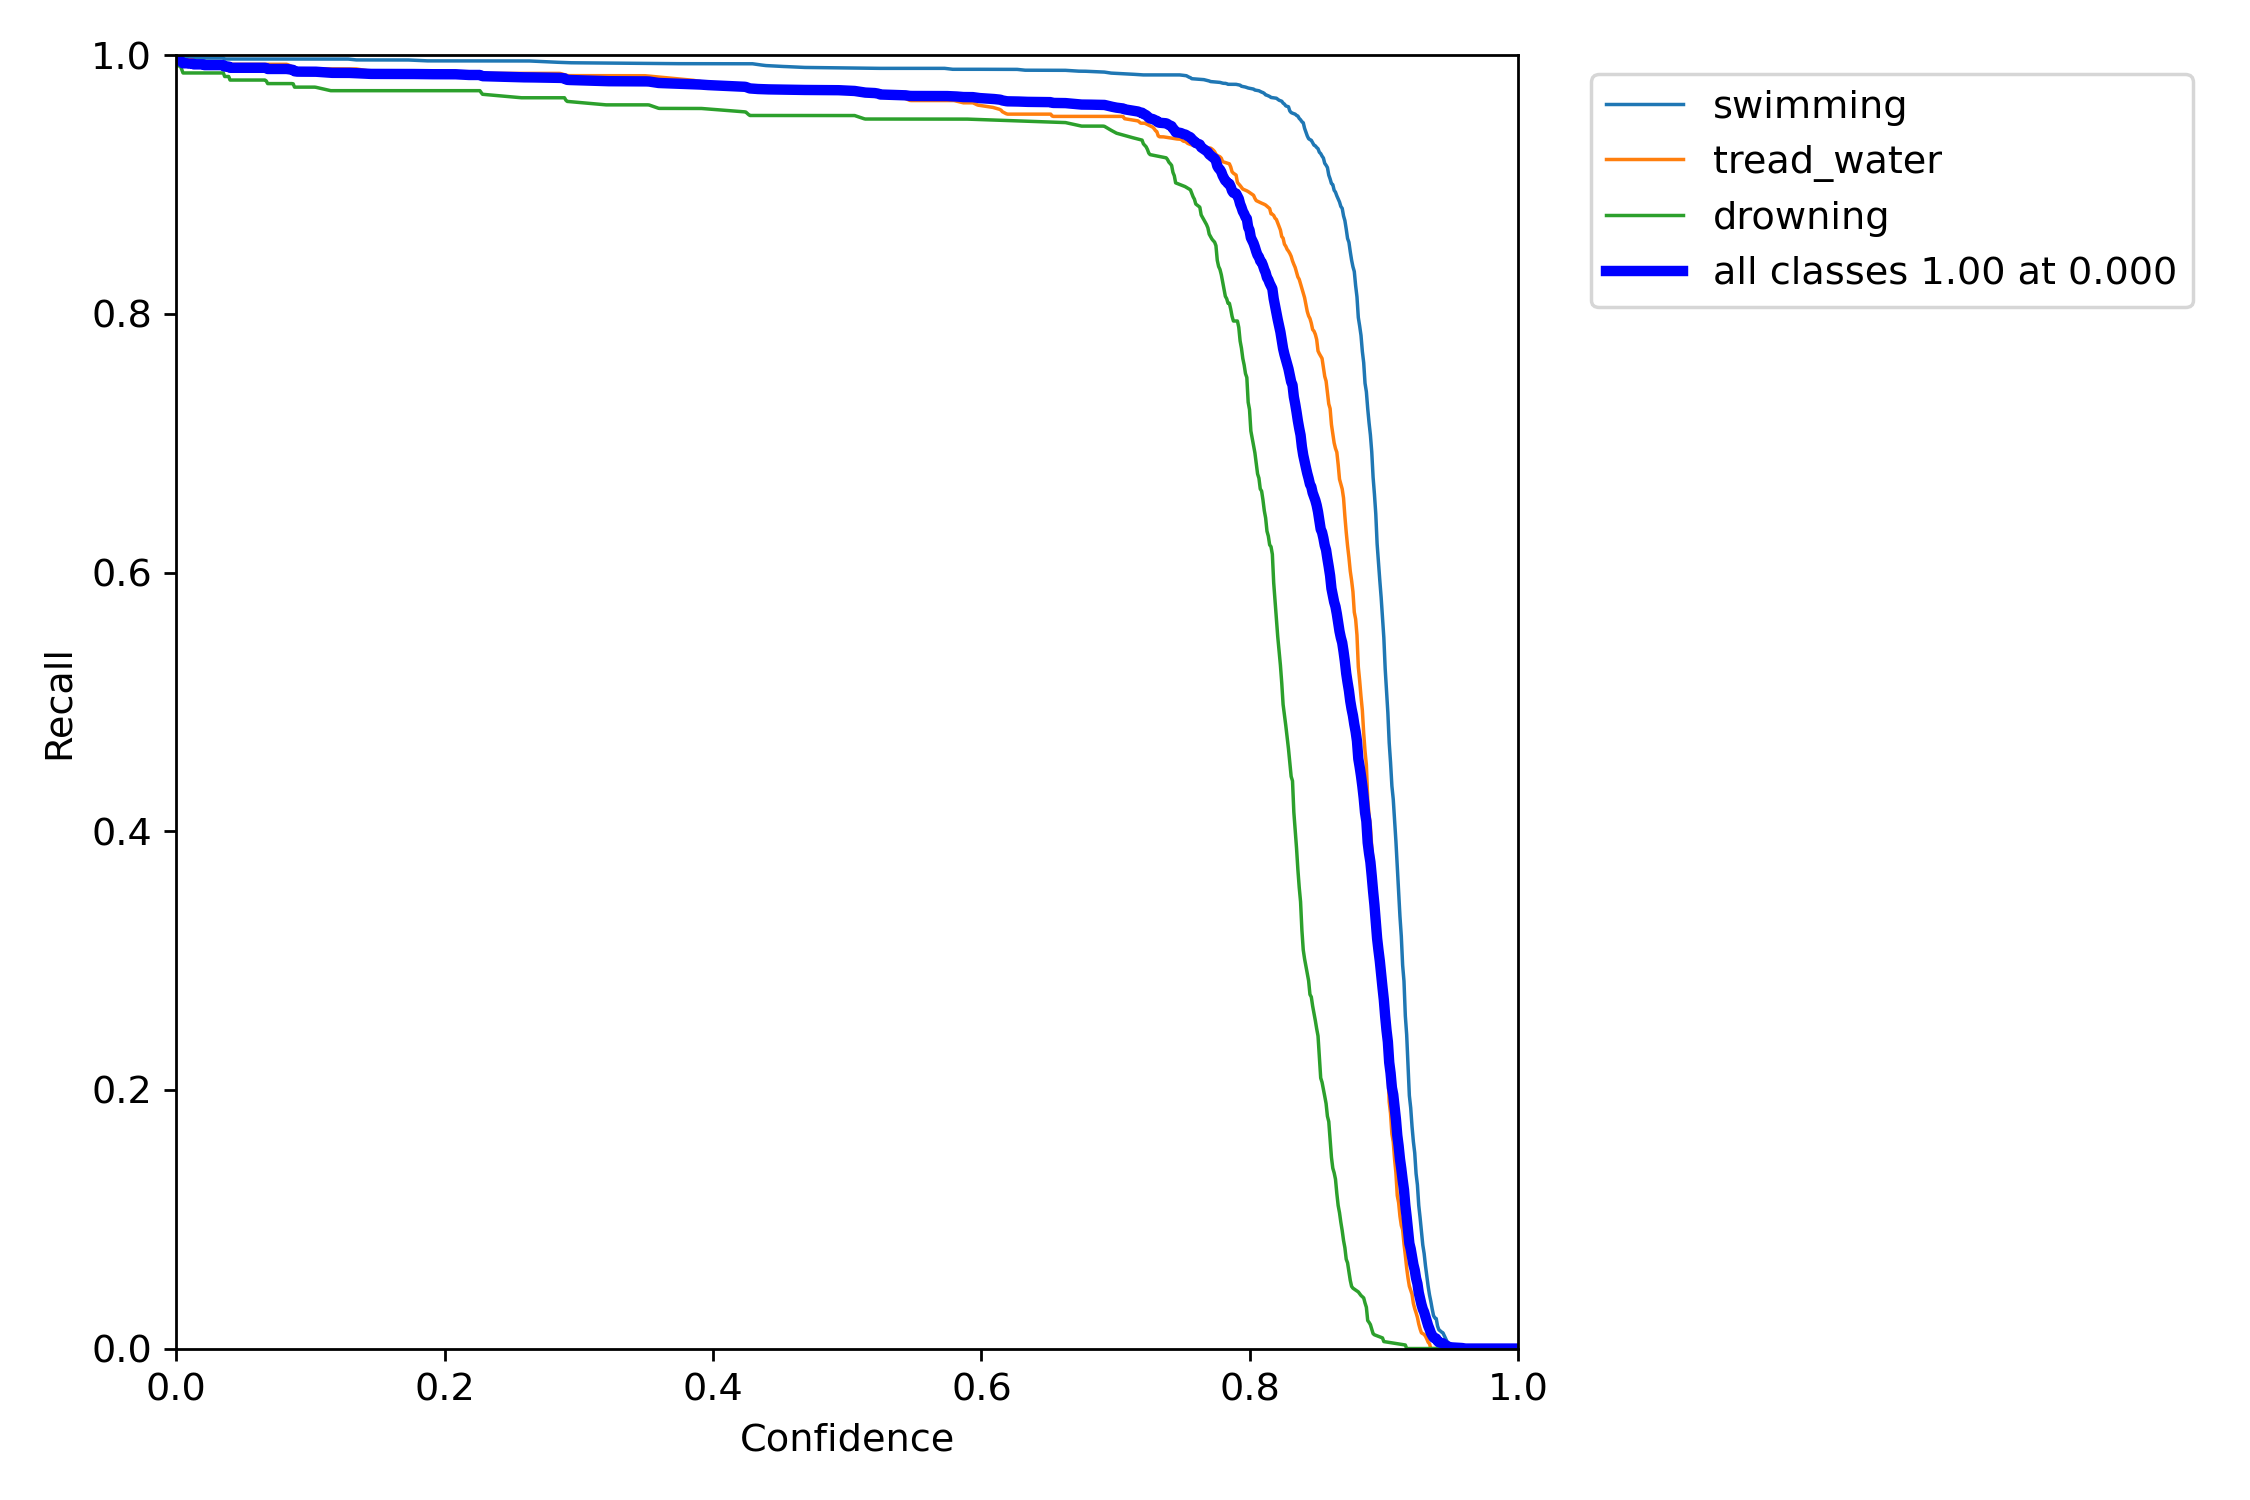 1.0
0.8
0.6
0.4
0.2
0.0
0.0 0.2 0.4 0.6 0.8 1.0
Recall
Confidence
swimming
tread_water
drowning
all classes 1.00 at 0.000